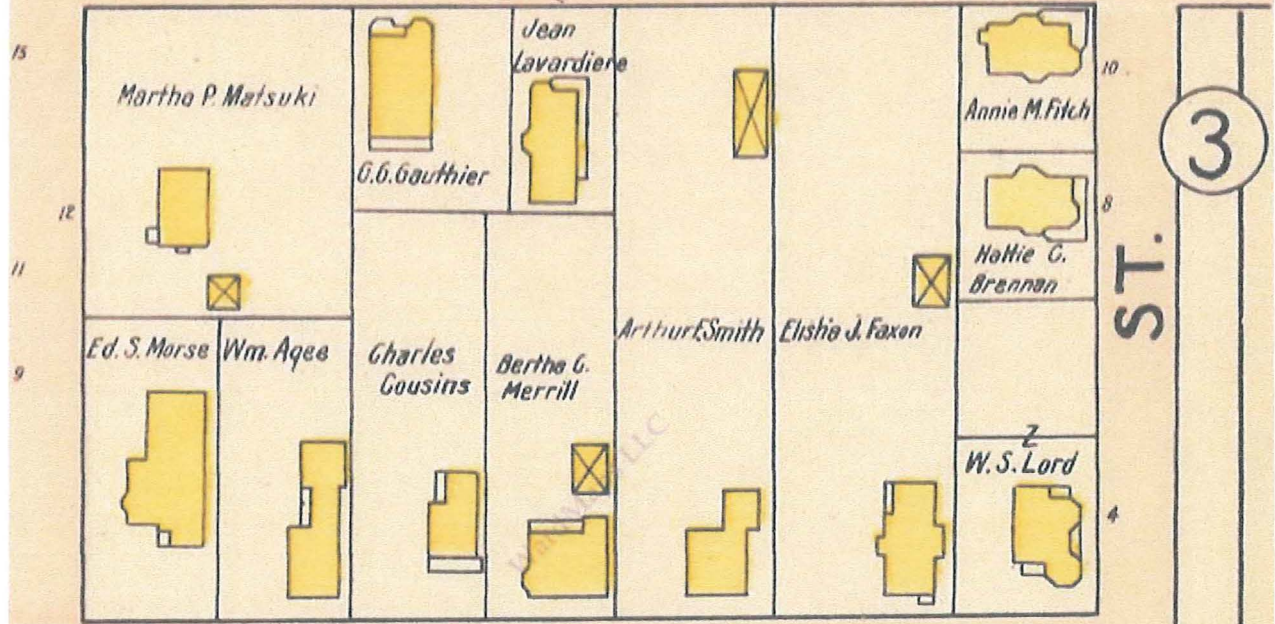 15
Martha P. Matsuki
12
11
G.G. Gauthier
Jean
Lavardiere
Annie M. Fitch
10
8
Hattie C.
Brennan
Ed. S. Morse
Wm. Agee
Charles
Cousins
Bertha C.
Merrill
Arthur F. Smith
Elisha J. Faxon
9
Z
W. S. Lord
4
ST.
3